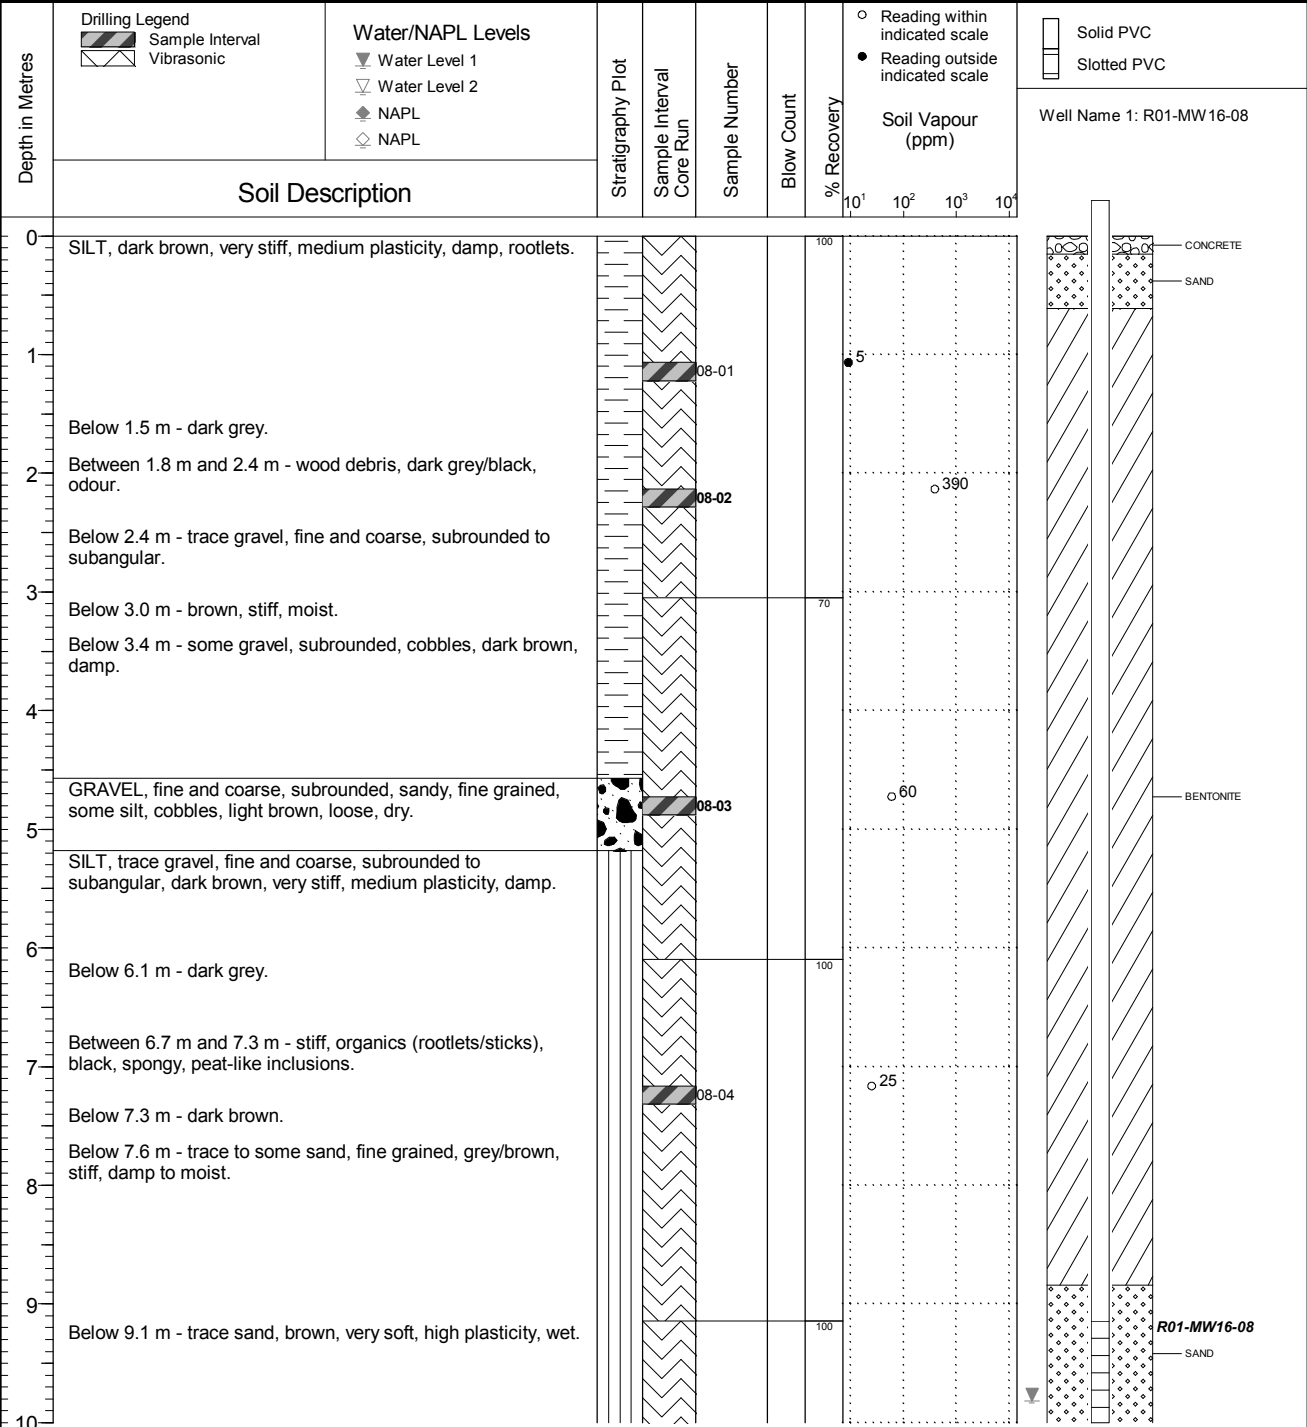 Drilling Legend
Sample Interval
Vibrasonic
Water/NAPL Levels
Water Level 1
Water Level 2
NAPL
NAPL
Depth in Metres
Soil Description
Stratigraphy Plot
Sample Interval
Core Run
Sample Number
Blow Count
% Recovery
Reading within
indicated scale
Reading outside
indicated scale
Soil Vapour
(ppm)
10¹ 10² 10³ 10⁴
Solid PVC
Slotted PVC
Well Name 1: R01-MW16-08
0
SILT, dark brown, very stiff, medium plasticity, damp, rootlets.
100
CONCRETE
SAND
1
08-01
5
Below 1.5 m - dark grey.
Between 1.8 m and 2.4 m - wood debris, dark grey/black,
odour.
2
08-02
390
Below 2.4 m - trace gravel, fine and coarse, subrounded to
subangular.
3
Below 3.0 m - brown, stiff, moist.
70
Below 3.4 m - some gravel, subrounded, cobbles, dark brown,
damp.
4
GRAVEL, fine and coarse, subrounded, sandy, fine grained,
some silt, cobbles, light brown, loose, dry.
08-03
60
BENTONITE
5
SILT, trace gravel, fine and coarse, subrounded to
subangular, dark brown, very stiff, medium plasticity, damp.
6
Below 6.1 m - dark grey.
100
Between 6.7 m and 7.3 m - stiff, organics (rootlets/sticks),
black, spongy, peat-like inclusions.
7
08-04
25
Below 7.3 m - dark brown.
Below 7.6 m - trace to some sand, fine grained, grey/brown,
stiff, damp to moist.
8
9
Below 9.1 m - trace sand, brown, very soft, high plasticity, wet.
100
R01-MW16-08
SAND
10